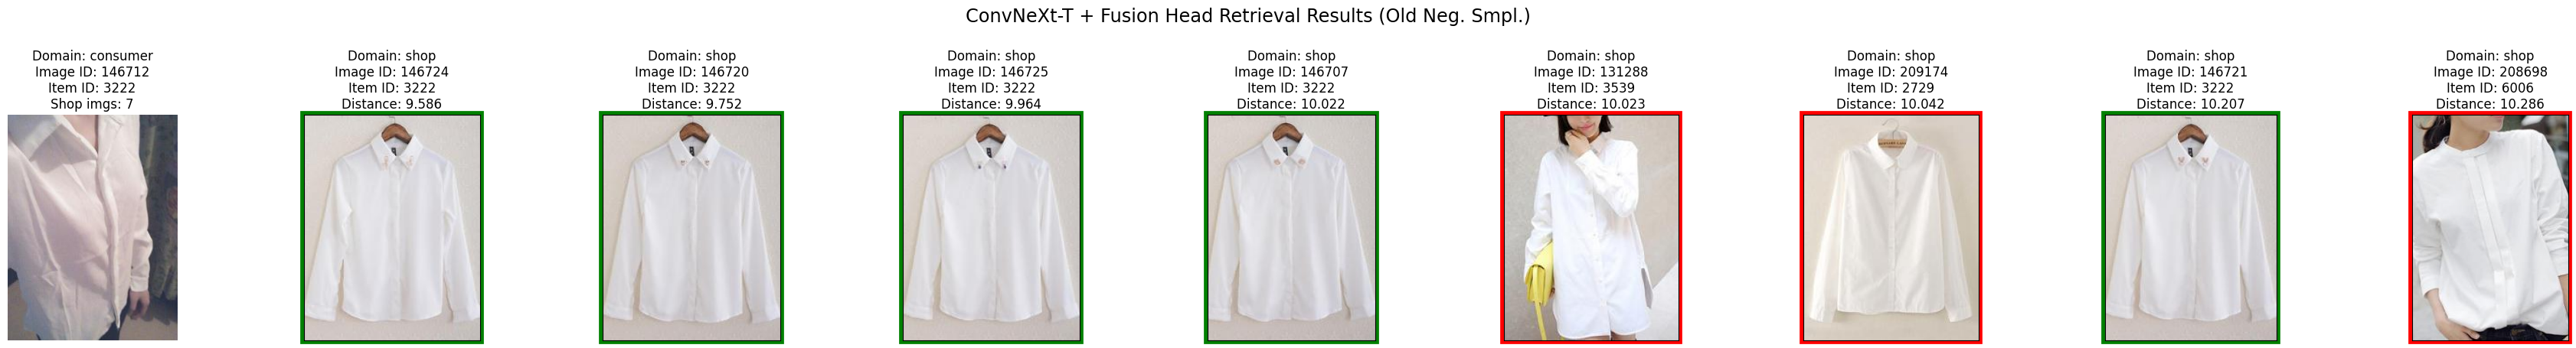 ConvNeXt-T + Fusion Head Retrieval Results (Old Neg. Smpl.)
Domain: consumer
Image ID: 146712
Item ID: 3222
Shop imgs: 7
Domain: shop
Image ID: 146724
Item ID: 3222
Distance: 9.586
Domain: shop
Image ID: 146720
Item ID: 3222
Distance: 9.752
Domain: shop
Image ID: 146725
Item ID: 3222
Distance: 9.964
Domain: shop
Image ID: 146707
Item ID: 3222
Distance: 10.022
Domain: shop
Image ID: 131288
Item ID: 3539
Distance: 10.023
Domain: shop
Image ID: 209174
Item ID: 2729
Distance: 10.042
Domain: shop
Image ID: 146721
Item ID: 3222
Distance: 10.207
Domain: shop
Image ID: 208698
Item ID: 6006
Distance: 10.286